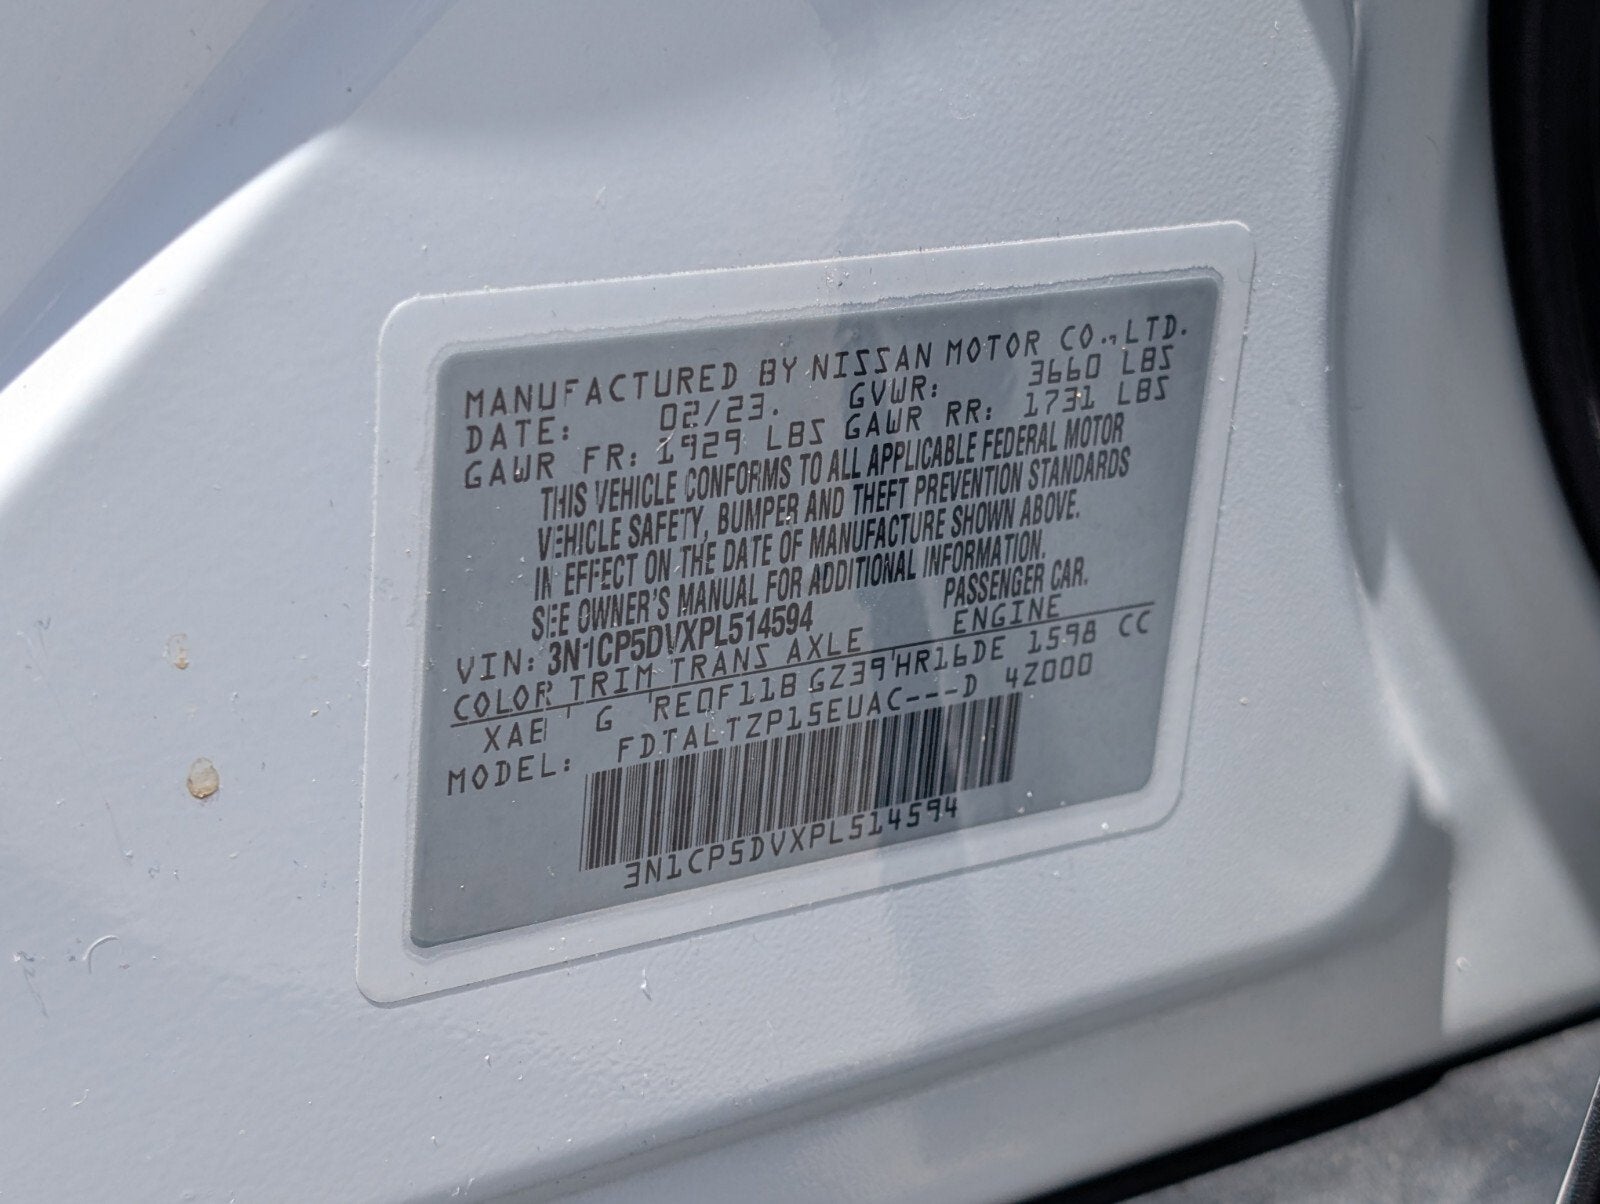 MANUFACTURED BY NISSAN MOTOR CO.,LTD.
DATE: 02/23. GVWR: 3660 LBS
GAWR FR: 1929 LBS GAWR RR: 1731 LBS
THIS VEHICLE CONFORMS TO ALL APPLICABLE FEDERAL MOTOR
VEHICLE SAFETY, BUMPER AND THEFT PREVENTION STANDARDS
IN EFFECT ON THE DATE OF MANUFACTURE SHOWN ABOVE.
SEE OWNER'S MANUAL FOR ADDITIONAL INFORMATION.
VIN: 3N1CP5DVXPL514594 PASSENGER CAR.
COLOR TRIM TRANS AXLE ENGINE
XAE G RE0F11B GZ39 HR16DE 1598 CC
MODEL: FDTALTZP15EUAC---D 4Z000
3N1CP5DVXPL514594